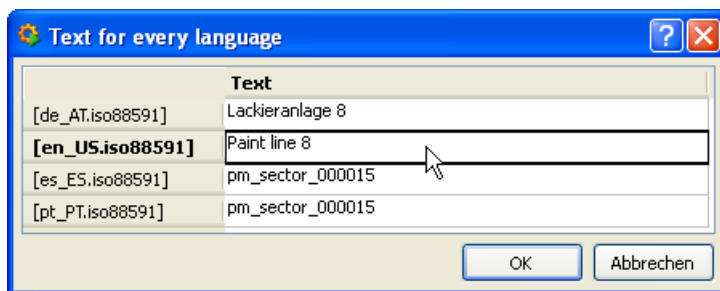 Text for every language
Text
[de_AT.iso88591] Lackieranlage 8
[en_US.iso88591] Paint line 8
[es_ES.iso88591] pm_sector_000015
[pt_PT.iso88591] pm_sector_000015
OK Abbrechen